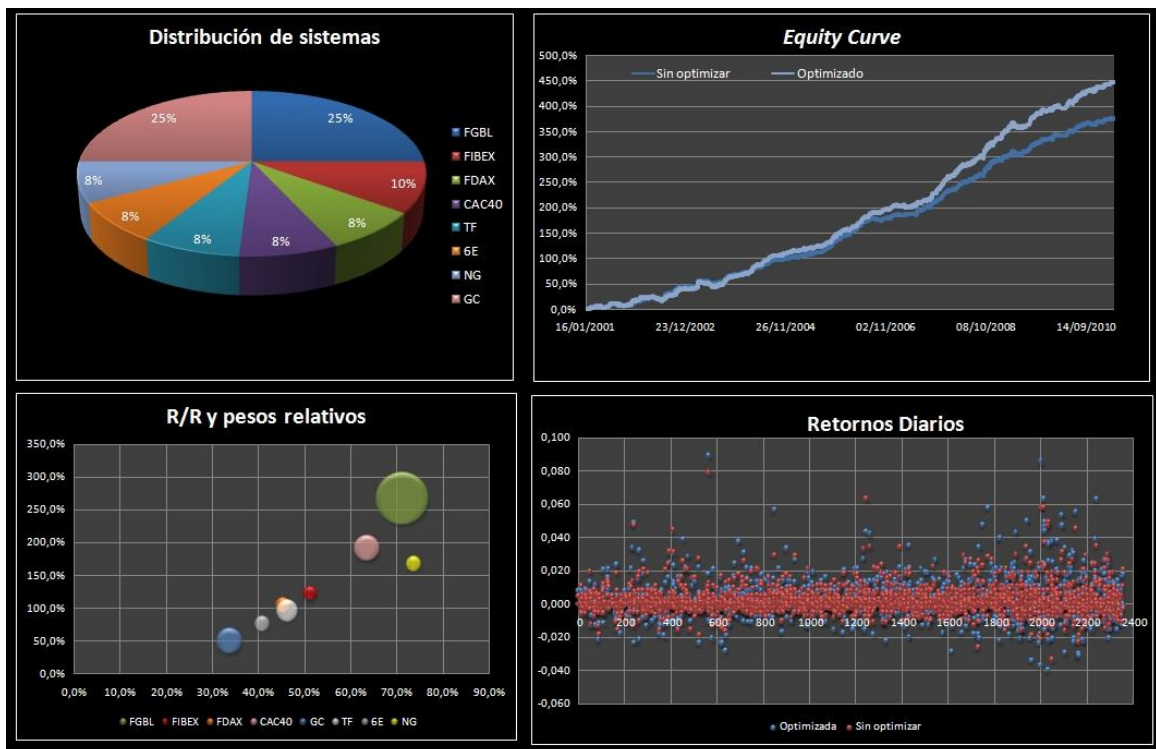 Distribución de sistemas
25%
25%
8%
10%
8%
8%
8%
8%
FGBL
FIBEX
FDAX
CAC40
TF
6E
NG
GC
Equity Curve
Sin optimizar Optimizado
500,0%
450,0%
400,0%
350,0%
300,0%
250,0%
200,0%
150,0%
100,0%
50,0%
0,0%
16/01/2001 23/12/2002 26/11/2004 02/11/2006 08/10/2008 14/09/2010
R/R y pesos relativos
350,0%
300,0%
250,0%
200,0%
150,0%
100,0%
50,0%
0,0%
0,0% 10,0% 20,0% 30,0% 40,0% 50,0% 60,0% 70,0% 80,0% 90,0%
FGBL FIBEX FDAX CAC40 GC TF 6E NG
Retornos Diarios
0,100
0,080
0,060
0,040
0,020
0,000
-0,020
-0,040
-0,060
0 200 400 600 800 1000 1200 1400 1600 1800 2000 2200 2400
Optimizada Sin optimizar